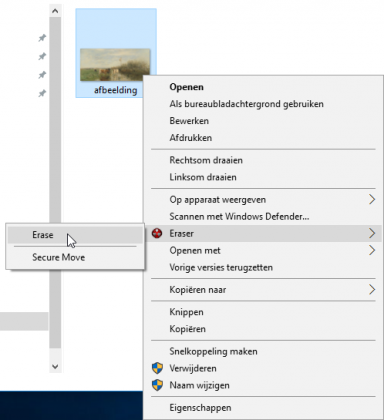 afbeelding
Openen
Als bureaubladachtergrond gebruiken
Bewerken
Afdrukken
Rechtsom draaien
Linksom draaien
Op apparaat weergeven
Scannen met Windows Defender...
Eraser
Openen met
Vorige versies terugzetten
Kopiëren naar
Knippen
Kopiëren
Snelkoppeling maken
Verwijderen
Naam wijzigen
Eigenschappen
Erase
Secure Move